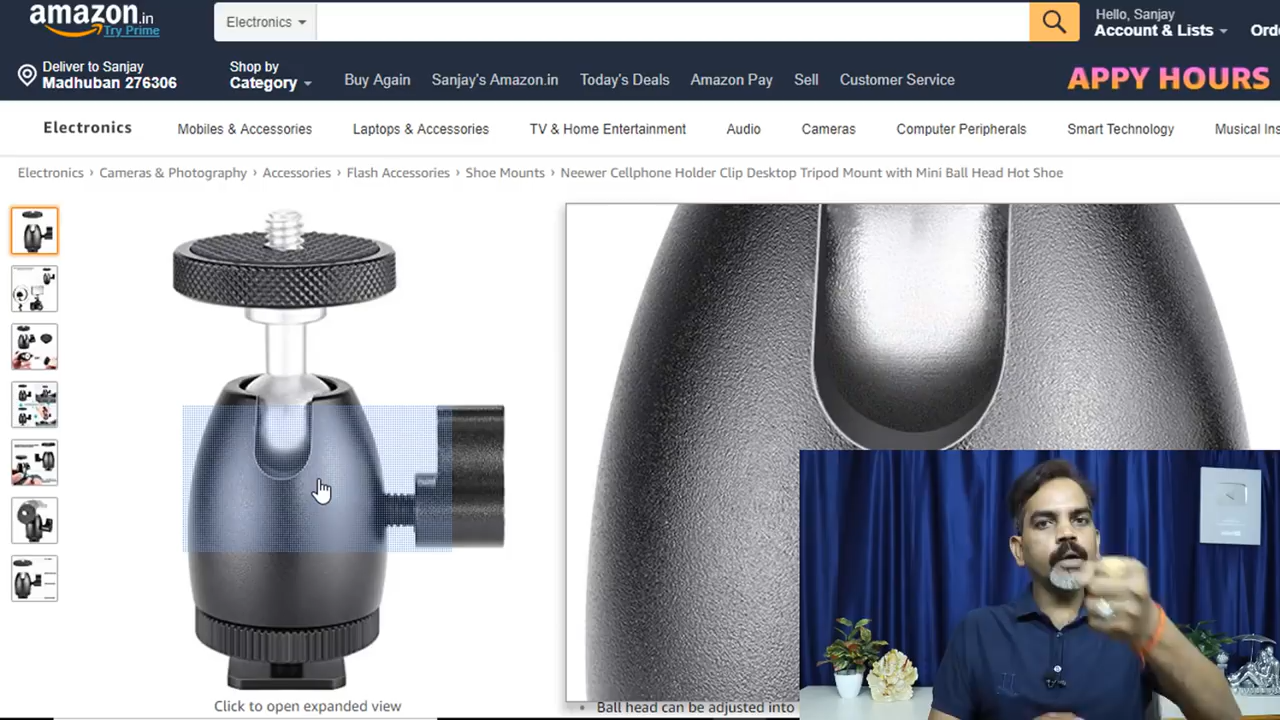 amazon.in
Try Prime
Electronics
Hello, Sanjay
Account & Lists
Deliver to Sanjay
Madhuban 276306
Shop by
Category
Buy Again
Sanjay's Amazon.in
Today's Deals
Amazon Pay
Sell
Customer Service
APPY HOURS
Electronics
Mobiles & Accessories
Laptops & Accessories
TV & Home Entertainment
Audio
Cameras
Computer Peripherals
Smart Technology
Musical Ins
Electronics › Cameras & Photography › Accessories › Flash Accessories › Shoe Mounts › Neewer Cellphone Holder Clip Desktop Tripod Mount with Mini Ball Head Hot Shoe
Click to open expanded view
Ball head can be adjusted into